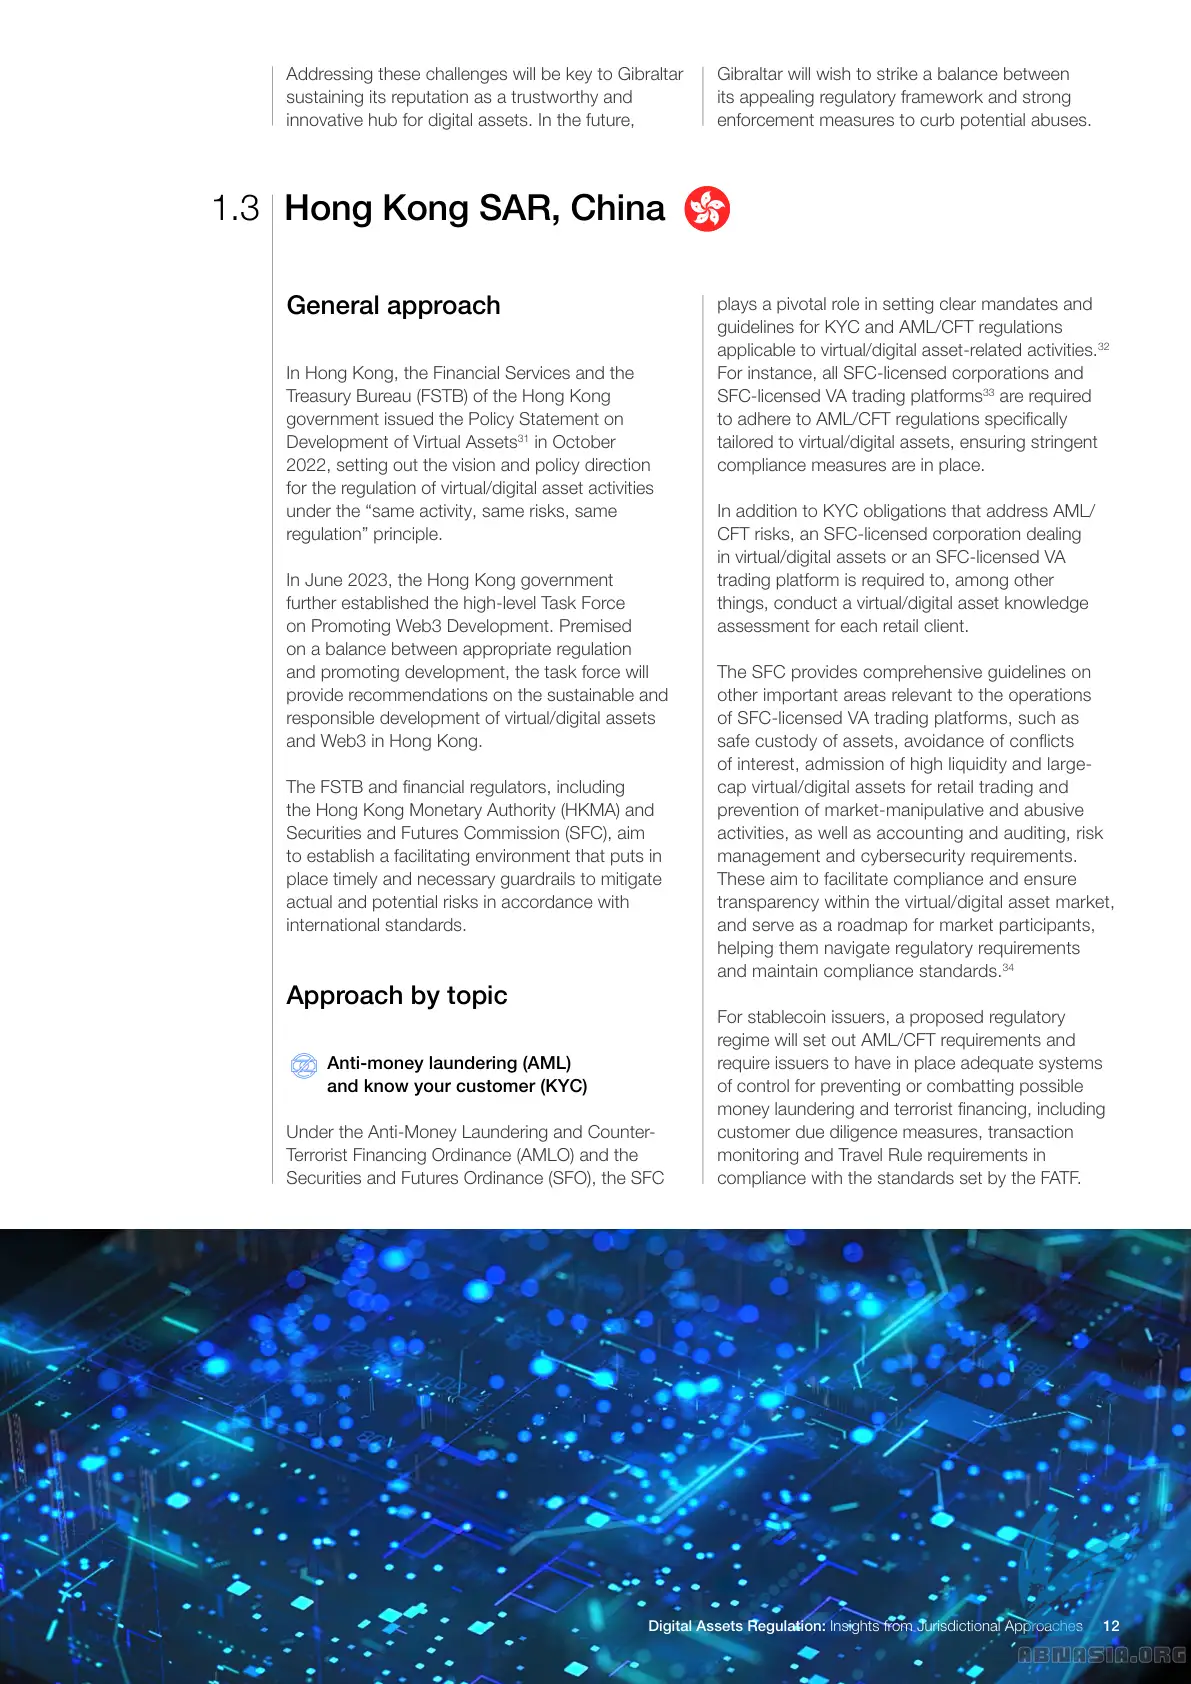 Addressing these challenges will be key to Gibraltar
sustaining its reputation as a trustworthy and
innovative hub for digital assets. In the future,
Gibraltar will wish to strike a balance between
its appealing regulatory framework and strong
enforcement measures to curb potential abuses.
1.3 Hong Kong SAR, China
General approach
In Hong Kong, the Financial Services and the
Treasury Bureau (FSTB) of the Hong Kong
government issued the Policy Statement on
Development of Virtual Assets³¹ in October
2022, setting out the vision and policy direction
for the regulation of virtual/digital asset activities
under the “same activity, same risks, same
regulation” principle.
In June 2023, the Hong Kong government
further established the high-level Task Force
on Promoting Web3 Development. Premised
on a balance between appropriate regulation
and promoting development, the task force will
provide recommendations on the sustainable and
responsible development of virtual/digital assets
and Web3 in Hong Kong.
The FSTB and financial regulators, including
the Hong Kong Monetary Authority (HKMA) and
Securities and Futures Commission (SFC), aim
to establish a facilitating environment that puts in
place timely and necessary guardrails to mitigate
actual and potential risks in accordance with
international standards.
Approach by topic
Anti-money laundering (AML)
and know your customer (KYC)
Under the Anti-Money Laundering and Counter-
Terrorist Financing Ordinance (AMLO) and the
Securities and Futures Ordinance (SFO), the SFC
plays a pivotal role in setting clear mandates and
guidelines for KYC and AML/CFT regulations
applicable to virtual/digital asset-related activities.³²
For instance, all SFC-licensed corporations and
SFC-licensed VA trading platforms³³ are required
to adhere to AML/CFT regulations specifically
tailored to virtual/digital assets, ensuring stringent
compliance measures are in place.
In addition to KYC obligations that address AML/
CFT risks, an SFC-licensed corporation dealing
in virtual/digital assets or an SFC-licensed VA
trading platform is required to, among other
things, conduct a virtual/digital asset knowledge
assessment for each retail client.
The SFC provides comprehensive guidelines on
other important areas relevant to the operations
of SFC-licensed VA trading platforms, such as
safe custody of assets, avoidance of conflicts
of interest, admission of high liquidity and large-
cap virtual/digital assets for retail trading and
prevention of market-manipulative and abusive
activities, as well as accounting and auditing, risk
management and cybersecurity requirements.
These aim to facilitate compliance and ensure
transparency within the virtual/digital asset market,
and serve as a roadmap for market participants,
helping them navigate regulatory requirements
and maintain compliance standards.³⁴
For stablecoin issuers, a proposed regulatory
regime will set out AML/CFT requirements and
require issuers to have in place adequate systems
of control for preventing or combatting possible
money laundering and terrorist financing, including
customer due diligence measures, transaction
monitoring and Travel Rule requirements in
compliance with the standards set by the FATF.
Digital Assets Regulation: Insights from Jurisdictional Approaches 12
ABNASIA.ORG